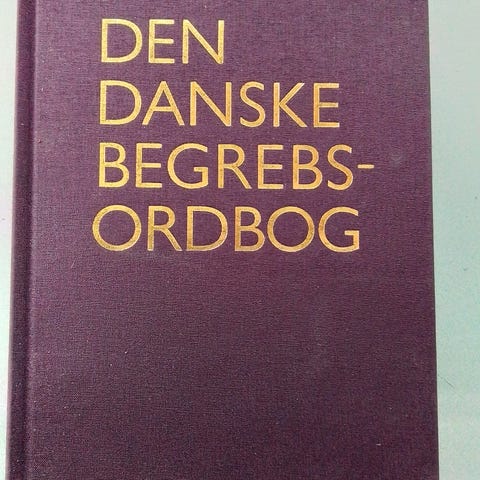 DEN
DANSKE
BEGREBS-
ORDBOG